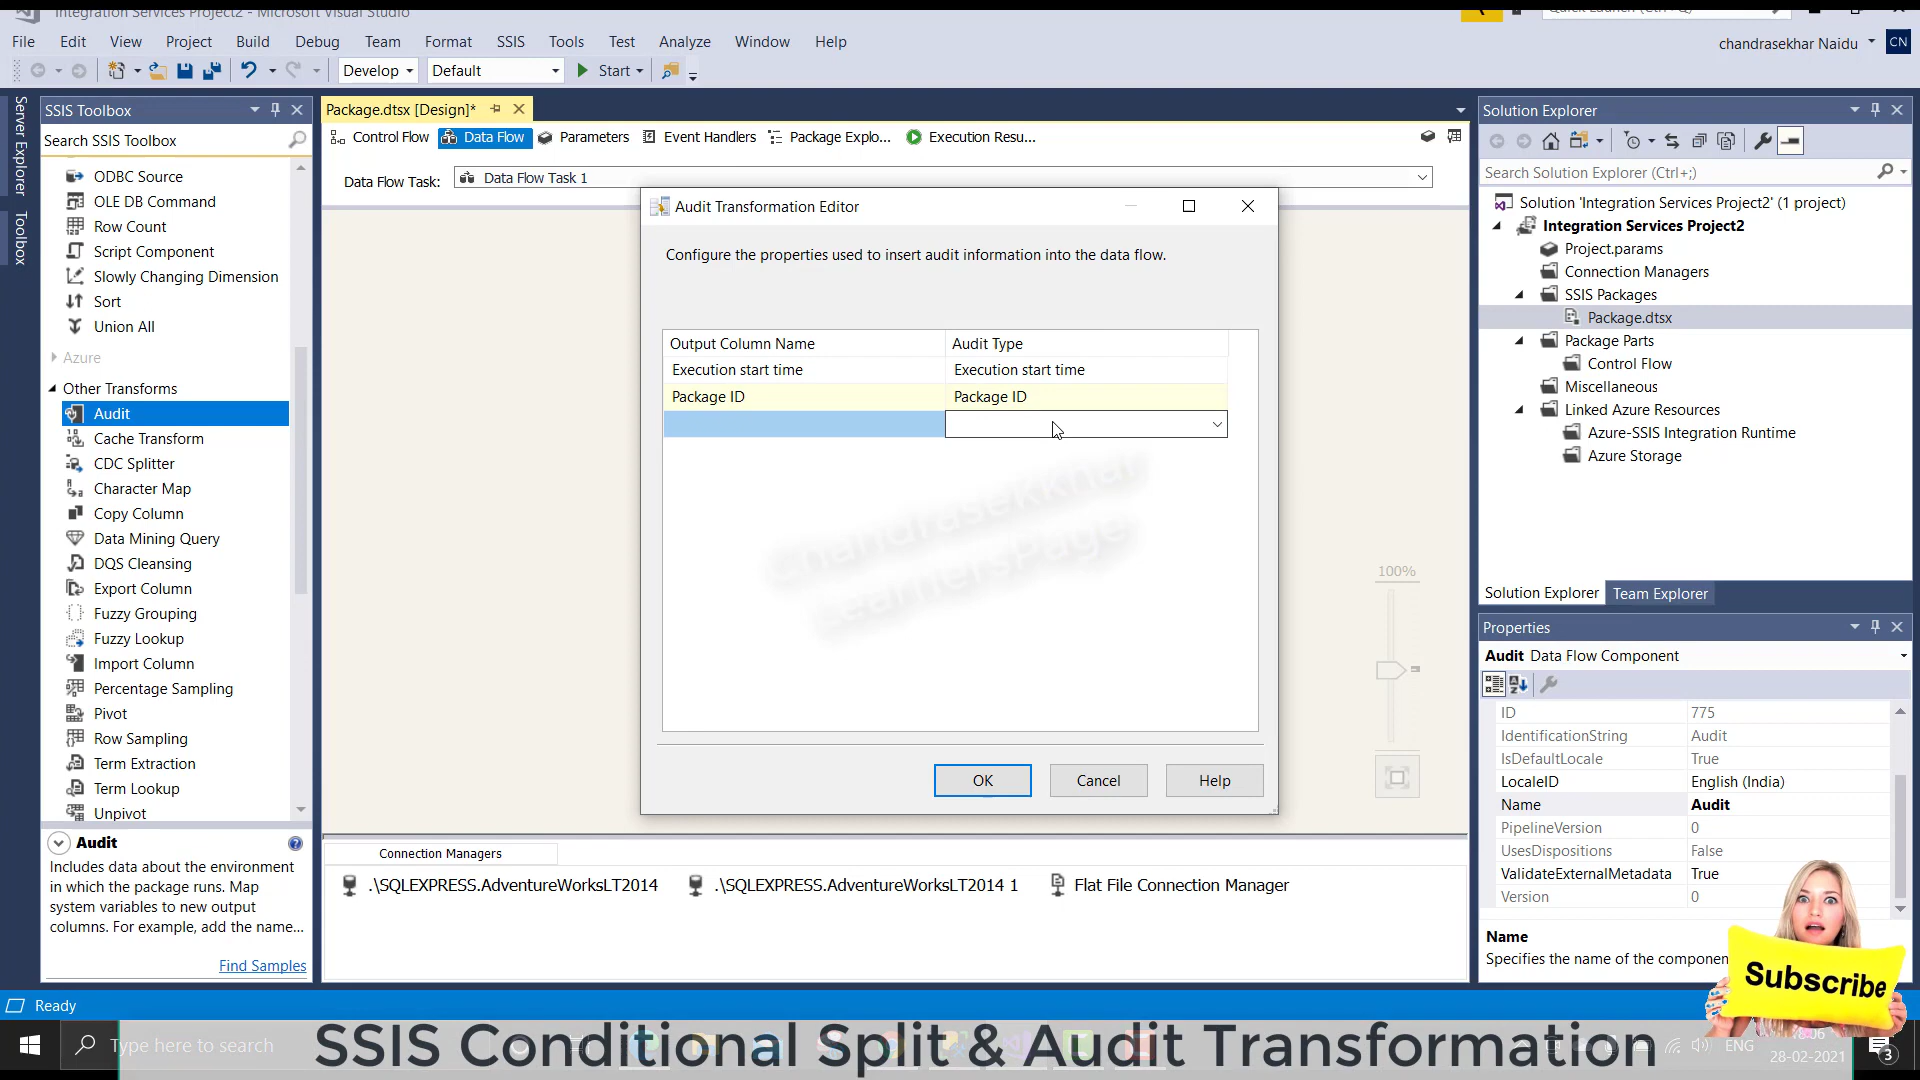 Integration Services Project2 - Microsoft Visual Studio
File Edit View Project Build Debug Team Format SSIS Tools Test Analyze Window Help
chandrasekhar Naidu CN
Develop Default Start
Server Explorer
Toolbox
SSIS Toolbox
Search SSIS Toolbox
ODBC Source
OLE DB Command
Row Count
Script Component
Slowly Changing Dimension
Sort
Union All
Azure
Other Transforms
Audit
Cache Transform
CDC Splitter
Character Map
Copy Column
Data Mining Query
DQS Cleansing
Export Column
Fuzzy Grouping
Fuzzy Lookup
Import Column
Percentage Sampling
Pivot
Row Sampling
Term Extraction
Term Lookup
Unpivot
Audit
Includes data about the environment
in which the package runs. Map
system variables to new output
columns. For example, add the name...
Find Samples
Package.dtsx [Design]*
Control Flow Data Flow Parameters Event Handlers Package Explo... Execution Resu...
Data Flow Task: Data Flow Task 1
Audit Transformation Editor
Configure the properties used to insert audit information into the data flow.
Output Column Name Audit Type
Execution start time Execution start time
Package ID Package ID
Chandrasekhar
LearnersPage
OK Cancel Help
100%
Connection Managers
.\SQLEXPRESS.AdventureWorksLT2014 .\SQLEXPRESS.AdventureWorksLT2014 1 Flat File Connection Manager
Solution Explorer
Search Solution Explorer (Ctrl+;)
Solution 'Integration Services Project2' (1 project)
Integration Services Project2
Project.params
Connection Managers
SSIS Packages
Package.dtsx
Package Parts
Control Flow
Miscellaneous
Linked Azure Resources
Azure-SSIS Integration Runtime
Azure Storage
Solution Explorer Team Explorer
Properties
Audit Data Flow Component
ID 775
IdentificationString Audit
IsDefaultLocale True
LocaleID English (India)
Name Audit
PipelineVersion 0
UsesDispositions False
ValidateExternalMetadata True
Version 0
Name
Specifies the name of the component
Subscribe
Ready
Type here to search
SSIS Conditional Split & Audit Transformation
ENG
28-02-2021
3